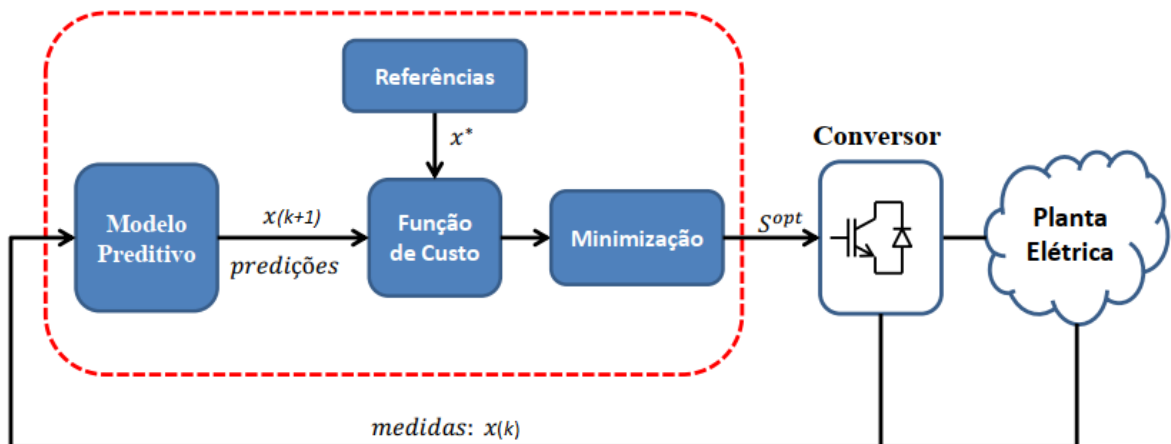 Referências
x*
Conversor
Modelo
Preditivo
x(k+1)
predições
Função
de Custo
Minimização
S^opt
Planta
Elétrica
medidas: x(k)